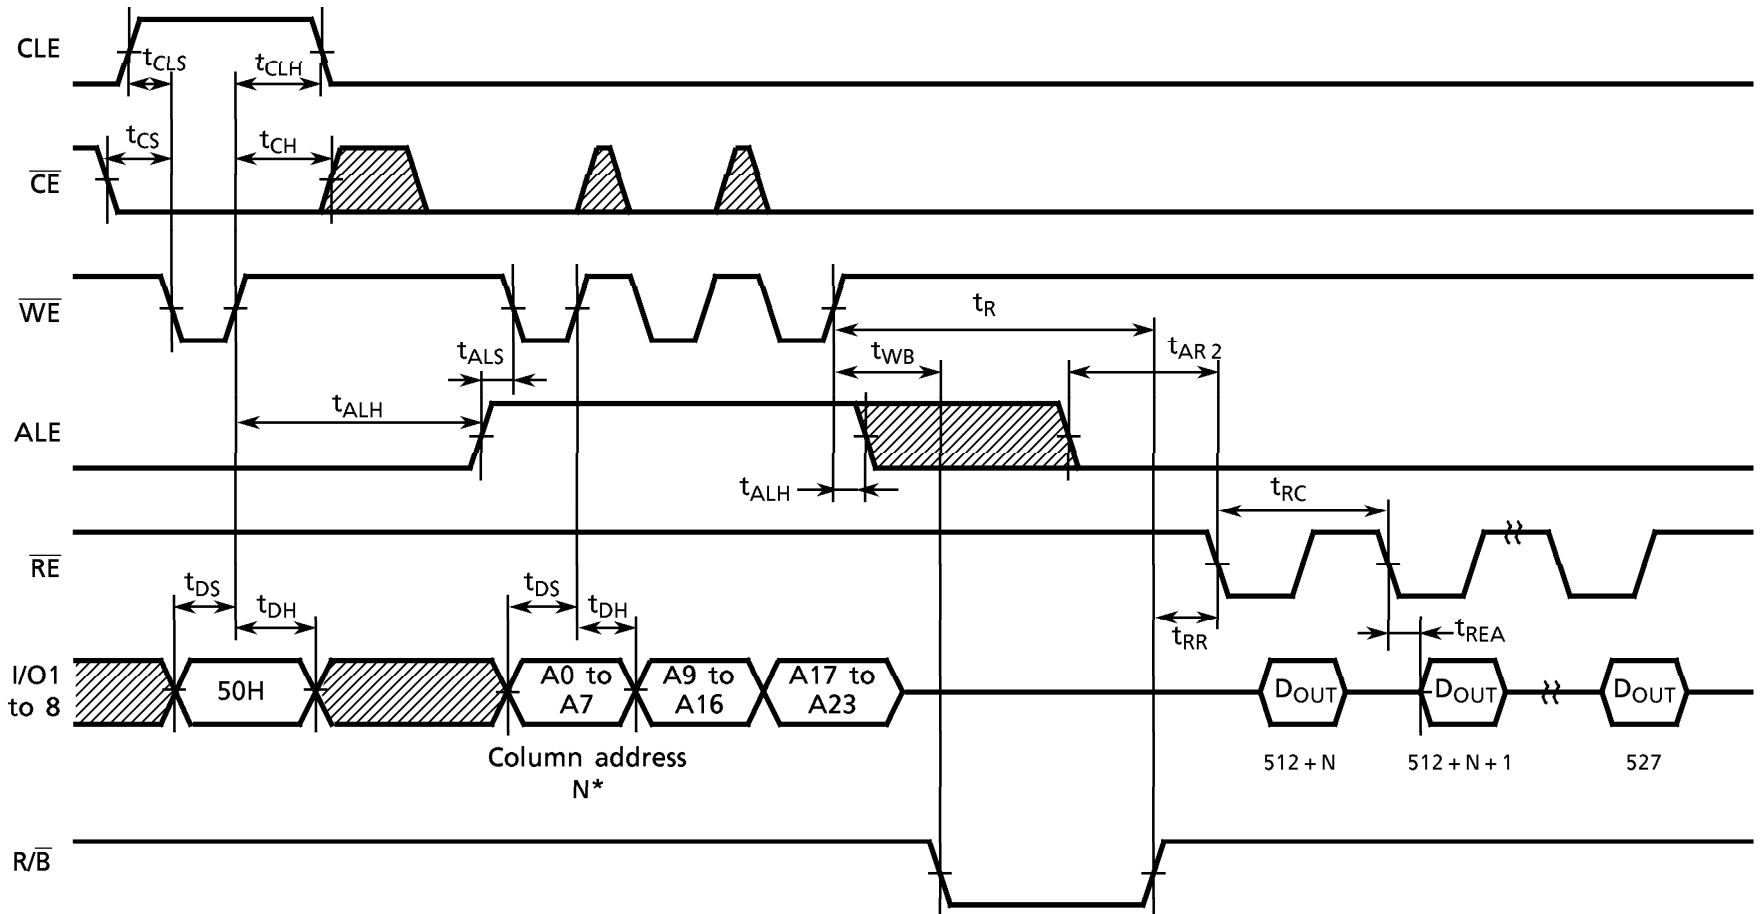 CLE
tCLS
tCLH
CE
tCS
tCH
WE
tR
tALS
tWB
tAR 2
ALE
tALH
tALH
tRC
RE
tDS
tDH
tDS
tDH
tRR
tREA
I/O1
to 8
50H
A0 to
A7
A9 to
A16
A17 to
A23
DOUT
DOUT
DOUT
Column address
N*
512 + N
512 + N + 1
527
R/B